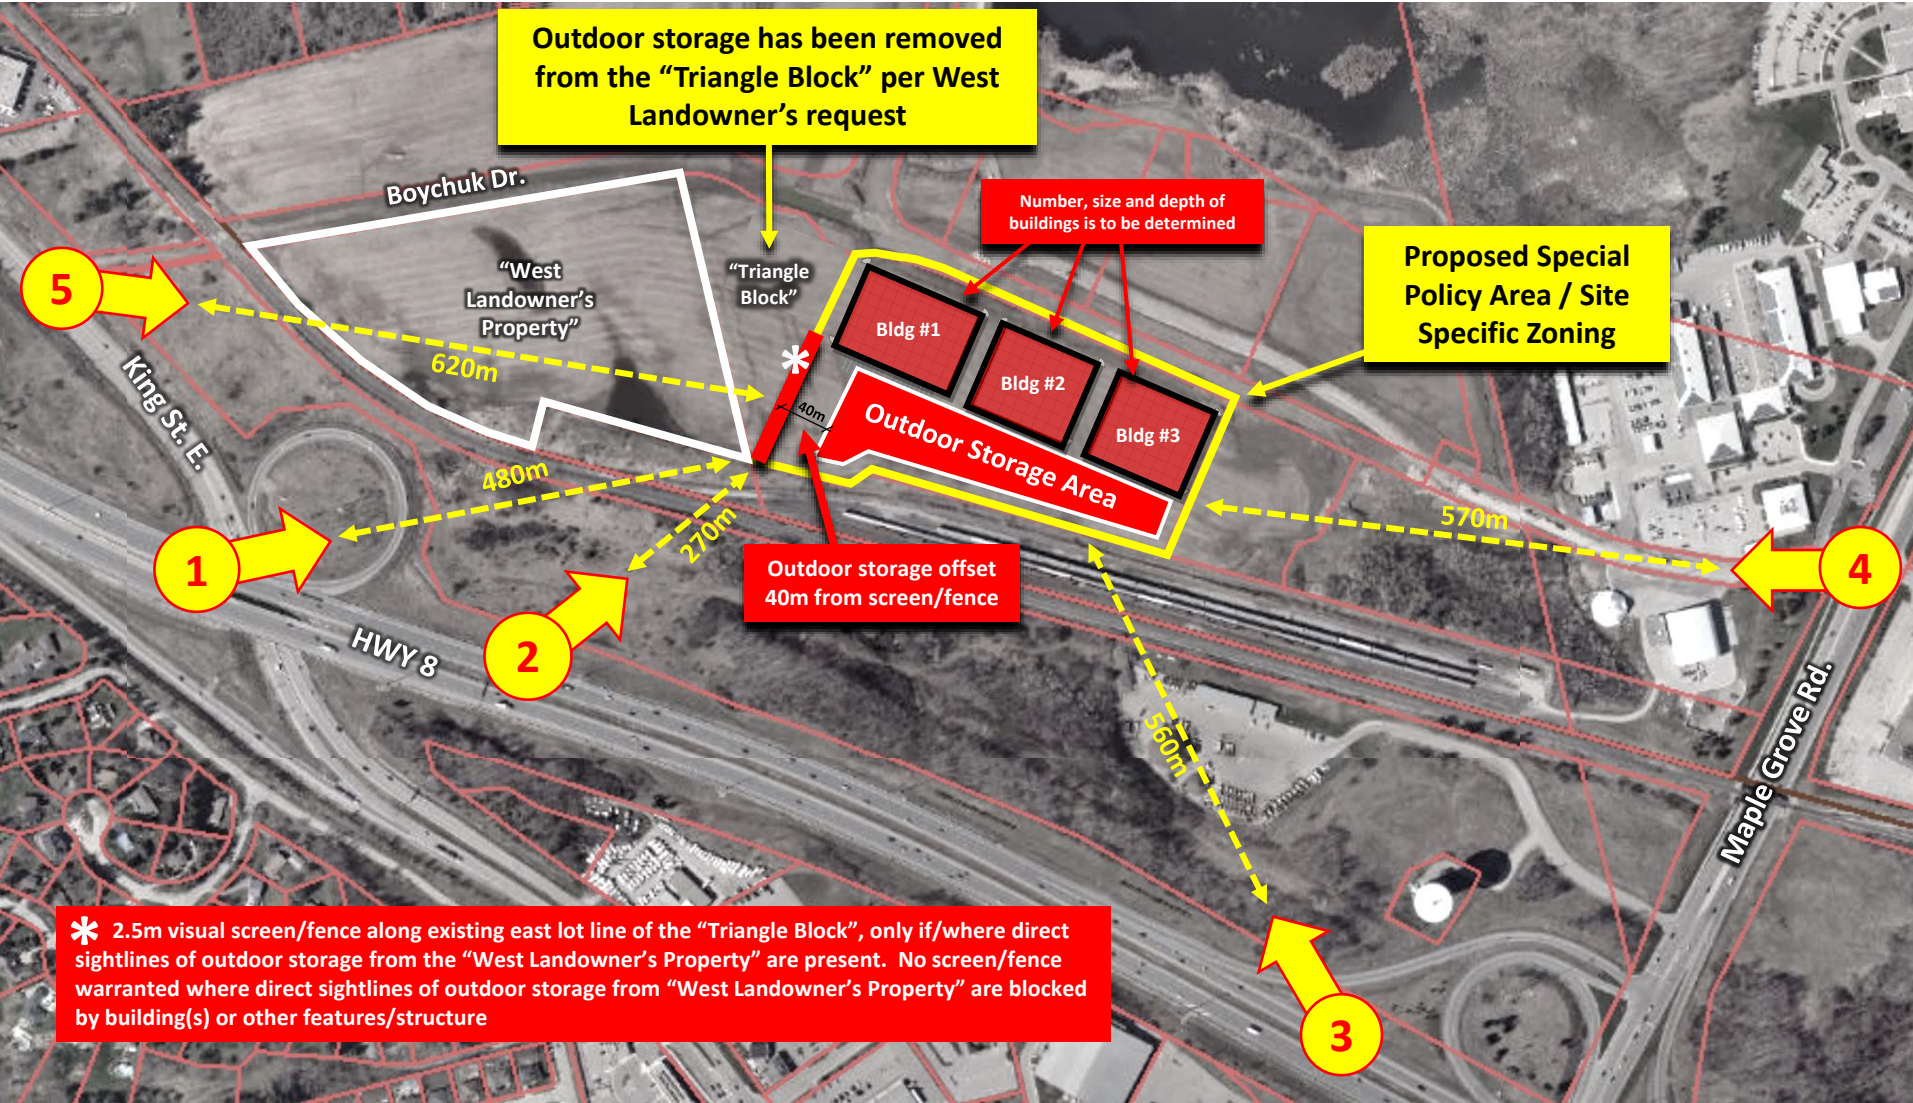 Outdoor storage has been removed
from the “Triangle Block” per West
Landowner’s request
Boychuk Dr.
Number, size and depth of
buildings is to be determined
Proposed Special
Policy Area / Site
Specific Zoning
“West
Landowner’s
Property”
“Triangle
Block”
5
620m
King St. E.
*
40m
Bldg #1
Bldg #2
Bldg #3
Outdoor Storage Area
480m
270m
570m
1
2
4
Outdoor storage offset
40m from screen/fence
HWY 8
560m
Maple Grove Rd.
* 2.5m visual screen/fence along existing east lot line of the “Triangle Block”, only if/where direct
sightlines of outdoor storage from the “West Landowner’s Property” are present. No screen/fence
warranted where direct sightlines of outdoor storage from “West Landowner’s Property” are blocked
by building(s) or other features/structure
3